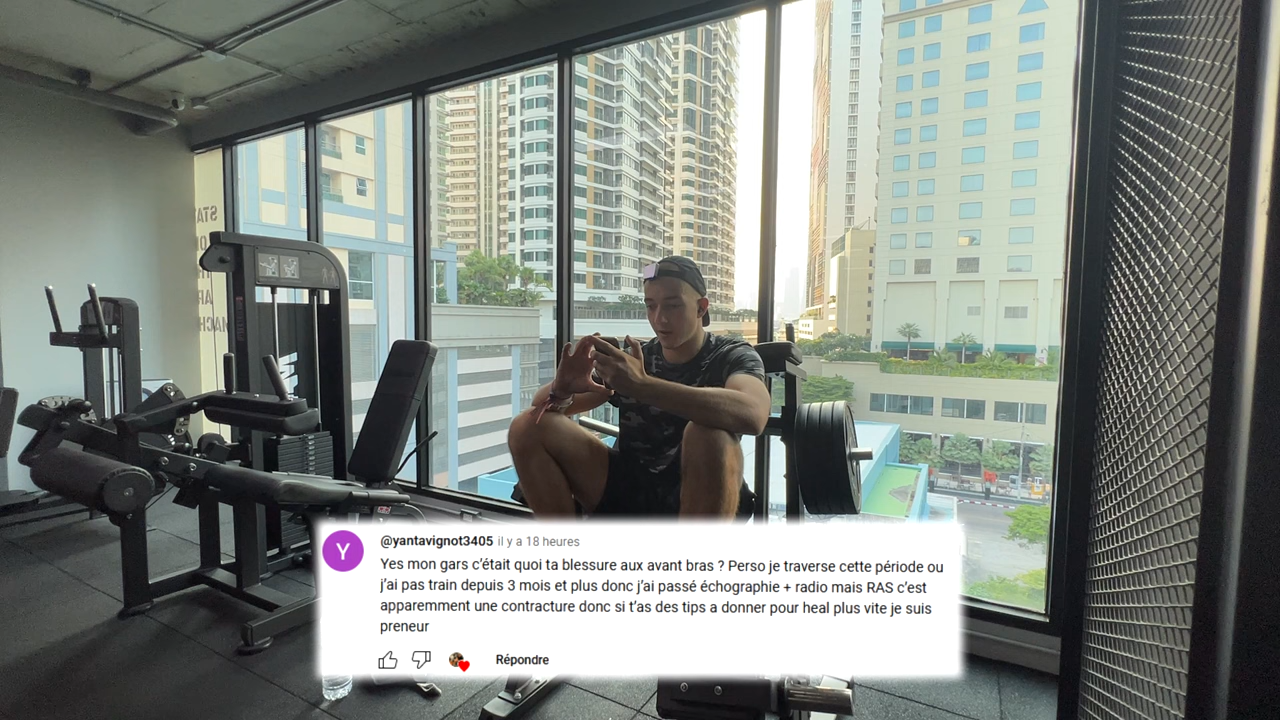 STA
MACH
@yantavignot3405 il y a 18 heures
Yes mon gars c'était quoi ta blessure aux avant bras ? Perso je traverse cette période ou
j'ai pas train depuis 3 mois et plus donc j'ai passé échographie + radio mais RAS c'est
apparemment une contracture donc si t'as des tips a donner pour heal plus vite je suis
preneur
Répondre